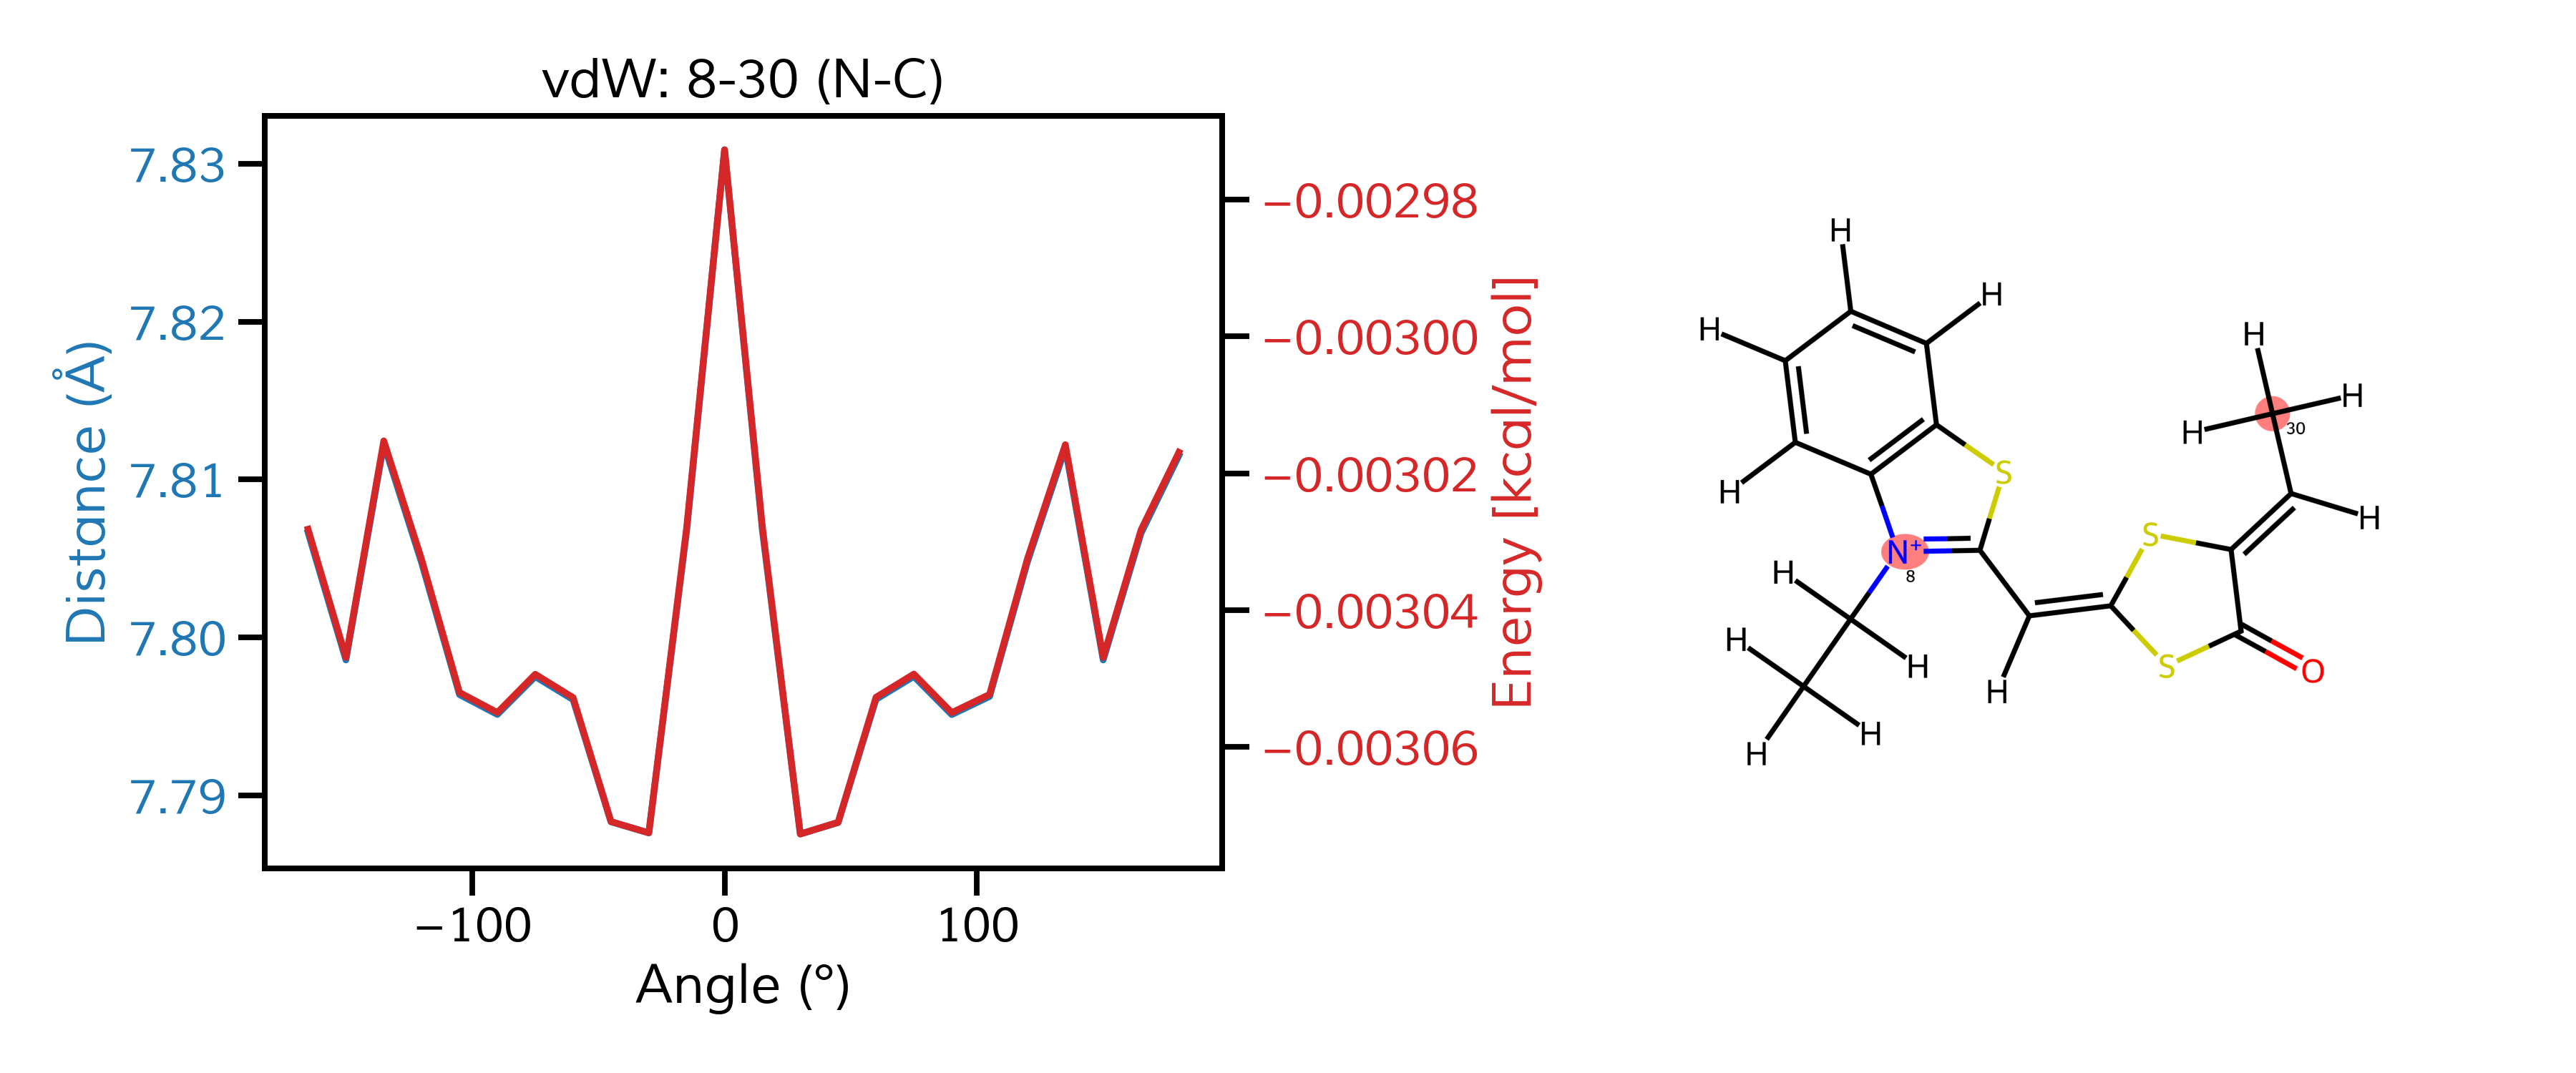 vdW: 8-30 (N-C)
7.83
7.82
7.81
7.80
7.79
Distance (Å)
−100
0
100
Angle (°)
−0.00298
−0.00300
−0.00302
−0.00304
−0.00306
Energy [kcal/mol]
H
H
H
H
H
H
H
S
30
H
H
S
N+
8
H
H
H
S
O
H
H
H